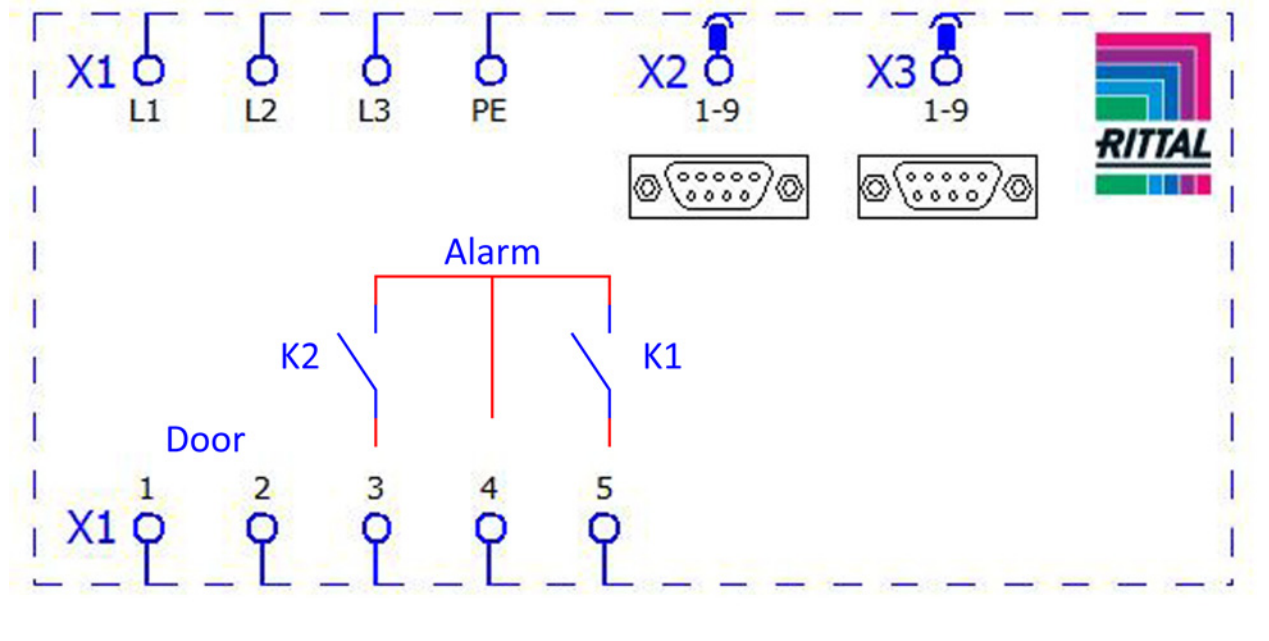 X1 X2 X3
L1 L2 L3 PE 1-9 1-9
RITTAL
Alarm
K2 K1
Door
1 2 3 4 5
X1